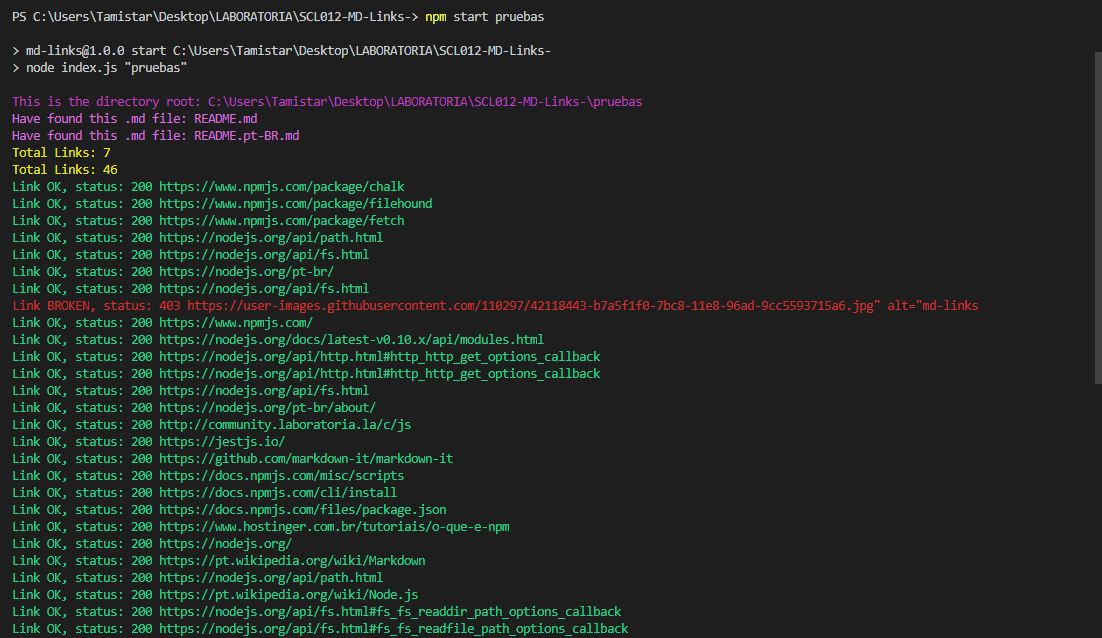 PS C:\Users\Tamistar\Desktop\LABORATORIA\SCL012-MD-Links-> npm start pruebas
> md-links@1.0.0 start C:\Users\Tamistar\Desktop\LABORATORIA\SCL012-MD-Links-
> node index.js "pruebas"
This is the directory root: C:\Users\Tamistar\Desktop\LABORATORIA\SCL012-MD-Links-\pruebas
Have found this .md file: README.md
Have found this .md file: README.pt-BR.md
Total Links: 7
Total Links: 46
Link OK, status: 200 https://www.npmjs.com/package/chalk
Link OK, status: 200 https://www.npmjs.com/package/filehound
Link OK, status: 200 https://www.npmjs.com/package/fetch
Link OK, status: 200 https://nodejs.org/api/path.html
Link OK, status: 200 https://nodejs.org/api/fs.html
Link OK, status: 200 https://nodejs.org/pt-br/
Link OK, status: 200 https://nodejs.org/api/fs.html
Link BROKEN, status: 403 https://user-images.githubusercontent.com/110297/42118443-b7a5f1f0-7bc8-11e8-96ad-9cc5593715a6.jpg" alt="md-links
Link OK, status: 200 https://www.npmjs.com/
Link OK, status: 200 https://nodejs.org/docs/latest-v0.10.x/api/modules.html
Link OK, status: 200 https://nodejs.org/api/http.html#http_http_get_options_callback
Link OK, status: 200 https://nodejs.org/api/http.html#http_http_get_options_callback
Link OK, status: 200 https://nodejs.org/api/fs.html
Link OK, status: 200 https://nodejs.org/pt-br/about/
Link OK, status: 200 http://community.laboratoria.la/c/js
Link OK, status: 200 https://jestjs.io/
Link OK, status: 200 https://github.com/markdown-it/markdown-it
Link OK, status: 200 https://docs.npmjs.com/misc/scripts
Link OK, status: 200 https://docs.npmjs.com/cli/install
Link OK, status: 200 https://docs.npmjs.com/files/package.json
Link OK, status: 200 https://www.hostinger.com.br/tutoriais/o-que-e-npm
Link OK, status: 200 https://nodejs.org/
Link OK, status: 200 https://pt.wikipedia.org/wiki/Markdown
Link OK, status: 200 https://nodejs.org/api/path.html
Link OK, status: 200 https://pt.wikipedia.org/wiki/Node.js
Link OK, status: 200 https://nodejs.org/api/fs.html#fs_fs_readdir_path_options_callback
Link OK, status: 200 https://nodejs.org/api/fs.html#fs_fs_readfile_path_options_callback